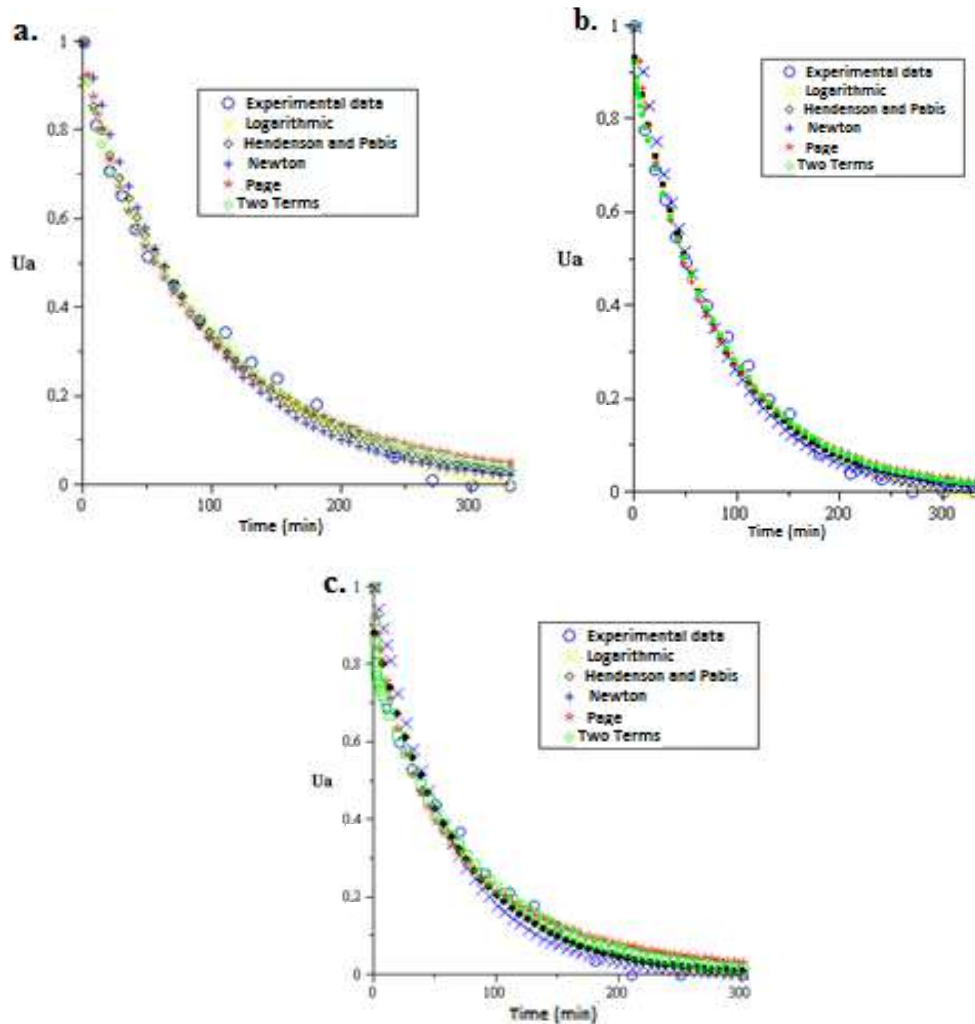 a.
1
0,8
0,6
Ua
0,4
0,2
0
0
100
200
300
Time (min)
Experimental data
Logarithmic
Hendenson and Pabis
Newton
Page
Two Terms
b.
1
0,8
0,6
Ua
0,4
0,2
0
0
100
200
300
Time (min)
Experimental data
Logarithmic
Hendenson and Pabis
Newton
Page
Two Terms
c.
1
0,8
0,6
Ua
0,4
0,2
0
0
100
200
300
Time (min)
Experimental data
Logarithmic
Hendenson and Pabis
Newton
Page
Two Terms